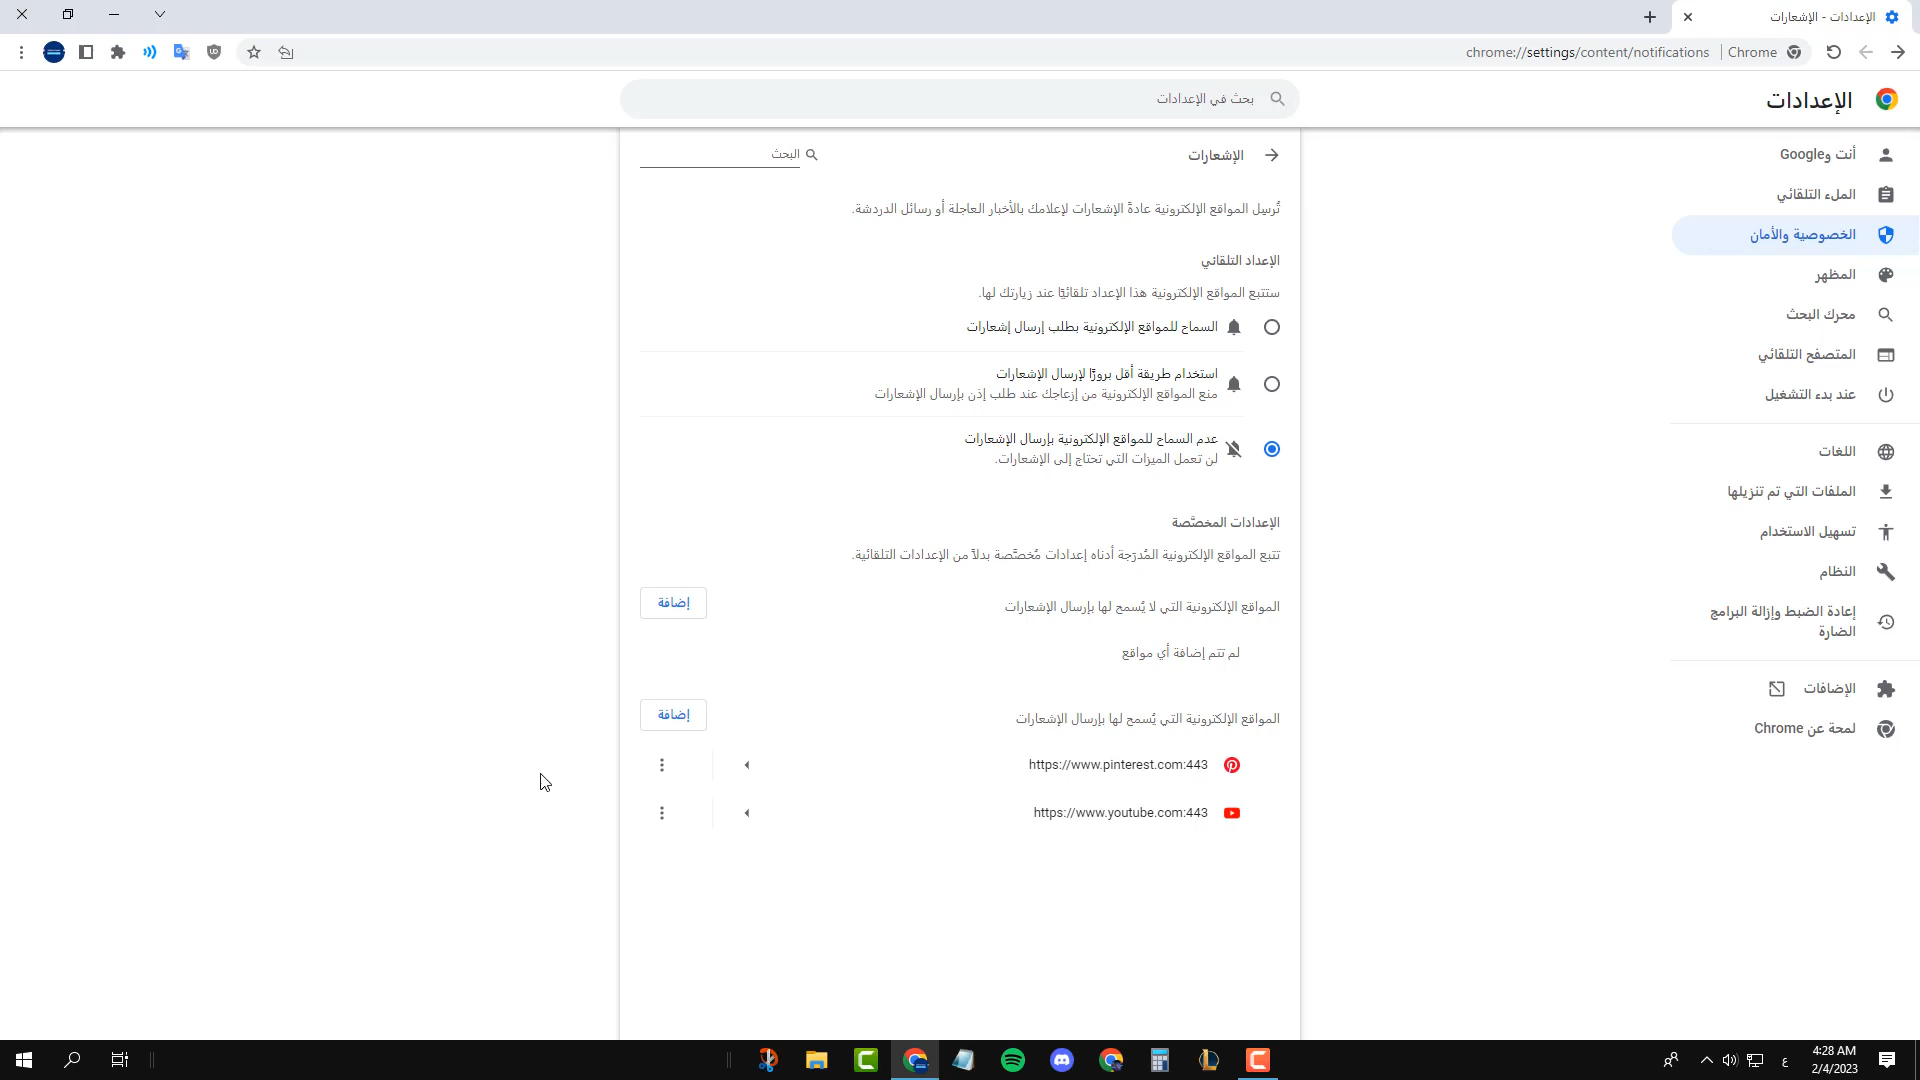 الإعدادات - الإشعارات
Chrome
chrome://settings/content/notifications
الإعدادات
بحث في الإعدادات
أنت وGoogle
الملء التلقائي
الخصوصية والأمان
المظهر
محرك البحث
المتصفح التلقائي
عند بدء التشغيل
اللغات
الملفات التي تم تنزيلها
تسهيل الاستخدام
النظام
إعادة الضبط وإزالة البرامج
الضارة
الإضافات
لمحة عن Chrome
الإشعارات
البحث
تُرسِل المواقع الإلكترونية عادةً الإشعارات لإعلامك بالأخبار العاجلة أو رسائل الدردشة.
الإعداد التلقائي
ستتبع المواقع الإلكترونية هذا الإعداد تلقائيًا عند زيارتك لها.
السماح للمواقع الإلكترونية بطلب إرسال إشعارات
استخدام طريقة أقل بروزًا لإرسال الإشعارات
منع المواقع الإلكترونية من إزعاجك عند طلب إذن بإرسال الإشعارات
عدم السماح للمواقع الإلكترونية بإرسال الإشعارات
لن تعمل الميزات التي تحتاج إلى الإشعارات.
الإعدادات المخصَّصة
تتبع المواقع الإلكترونية المُدرَجة أدناه إعدادات مُخصَّصة بدلاً من الإعدادات التلقائية.
المواقع الإلكترونية التي لا يُسمح لها بإرسال الإشعارات
إضافة
لم تتم إضافة أي مواقع
المواقع الإلكترونية التي يُسمح لها بإرسال الإشعارات
إضافة
https://www.pinterest.com:443
https://www.youtube.com:443
ع
4:28 AM
2/4/2023